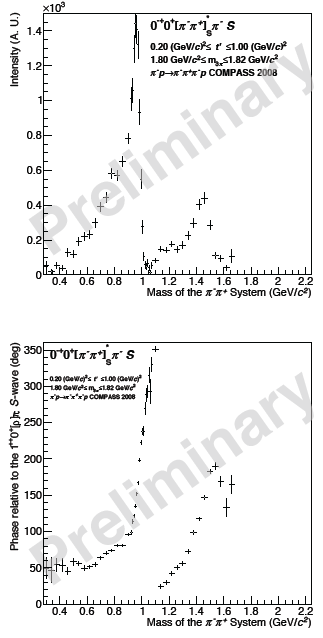 ×10³
Intensity (A. U.)
0⁻⁺0⁺[π⁻π⁺]*ₛ π⁻ S
0.20 (GeV/c)²≤ t' ≤1.00 (GeV/c)²
1.80 GeV/c²≤ m₃π ≤1.82 GeV/c²
π⁻p→π⁻π⁺π⁻p COMPASS 2008
Preliminary
1.4
1.2
1
0.8
0.6
0.4
0.2
0
0.4 0.6 0.8 1 1.2 1.4 1.6 1.8 2 2.2
Mass of the π⁻π⁺ System (GeV/c²)
Phase relative to the 1⁺⁺0⁺[ρ]π S-wave (deg)
0⁻⁺0⁺[π⁻π⁺]*ₛ π⁻ S
0.20 (GeV/c)²≤ t' ≤1.00 (GeV/c)²
1.80 GeV/c²≤ m₃π ≤1.82 GeV/c²
π⁻p→π⁻π⁺π⁻p COMPASS 2008
Preliminary
350
300
250
200
150
100
50
0
0.4 0.6 0.8 1 1.2 1.4 1.6 1.8 2 2.2
Mass of the π⁻π⁺ System (GeV/c²)